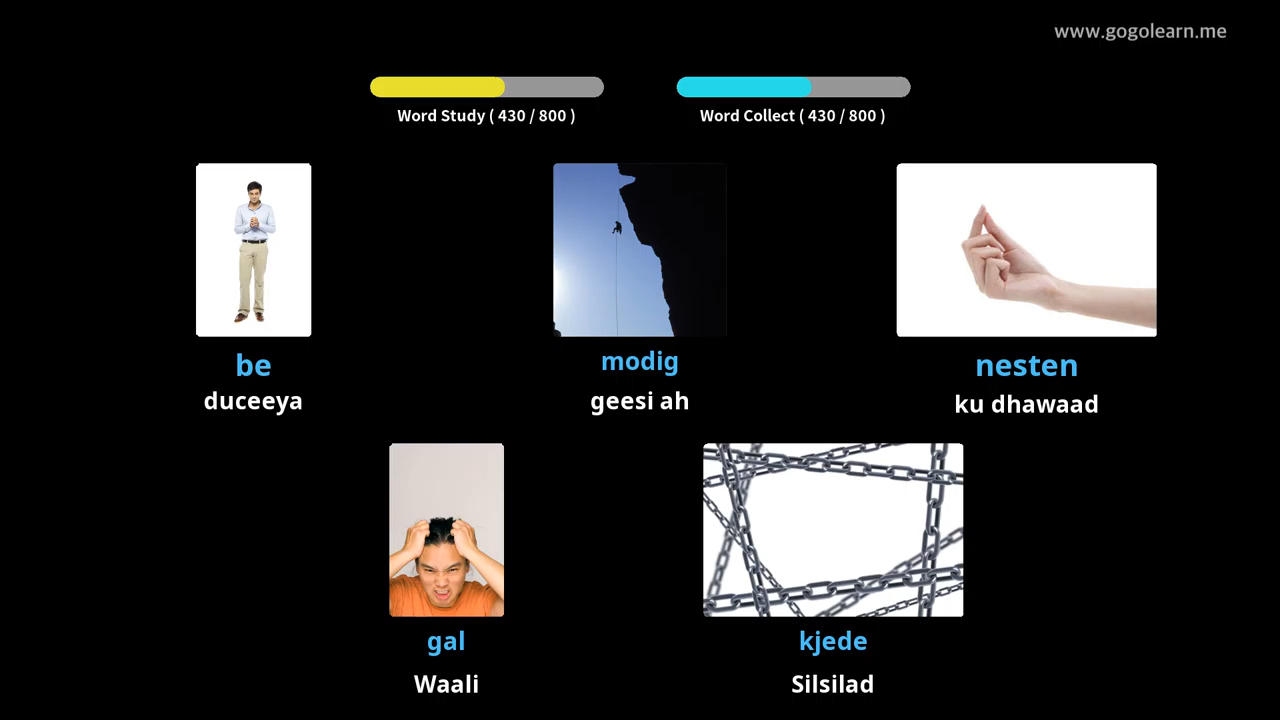 www.gogolearn.me
Word Study ( 430 / 800 )
Word Collect ( 430 / 800 )
be
duceeya
modig
geesi ah
nesten
ku dhawaad
gal
Waali
kjede
Silsilad